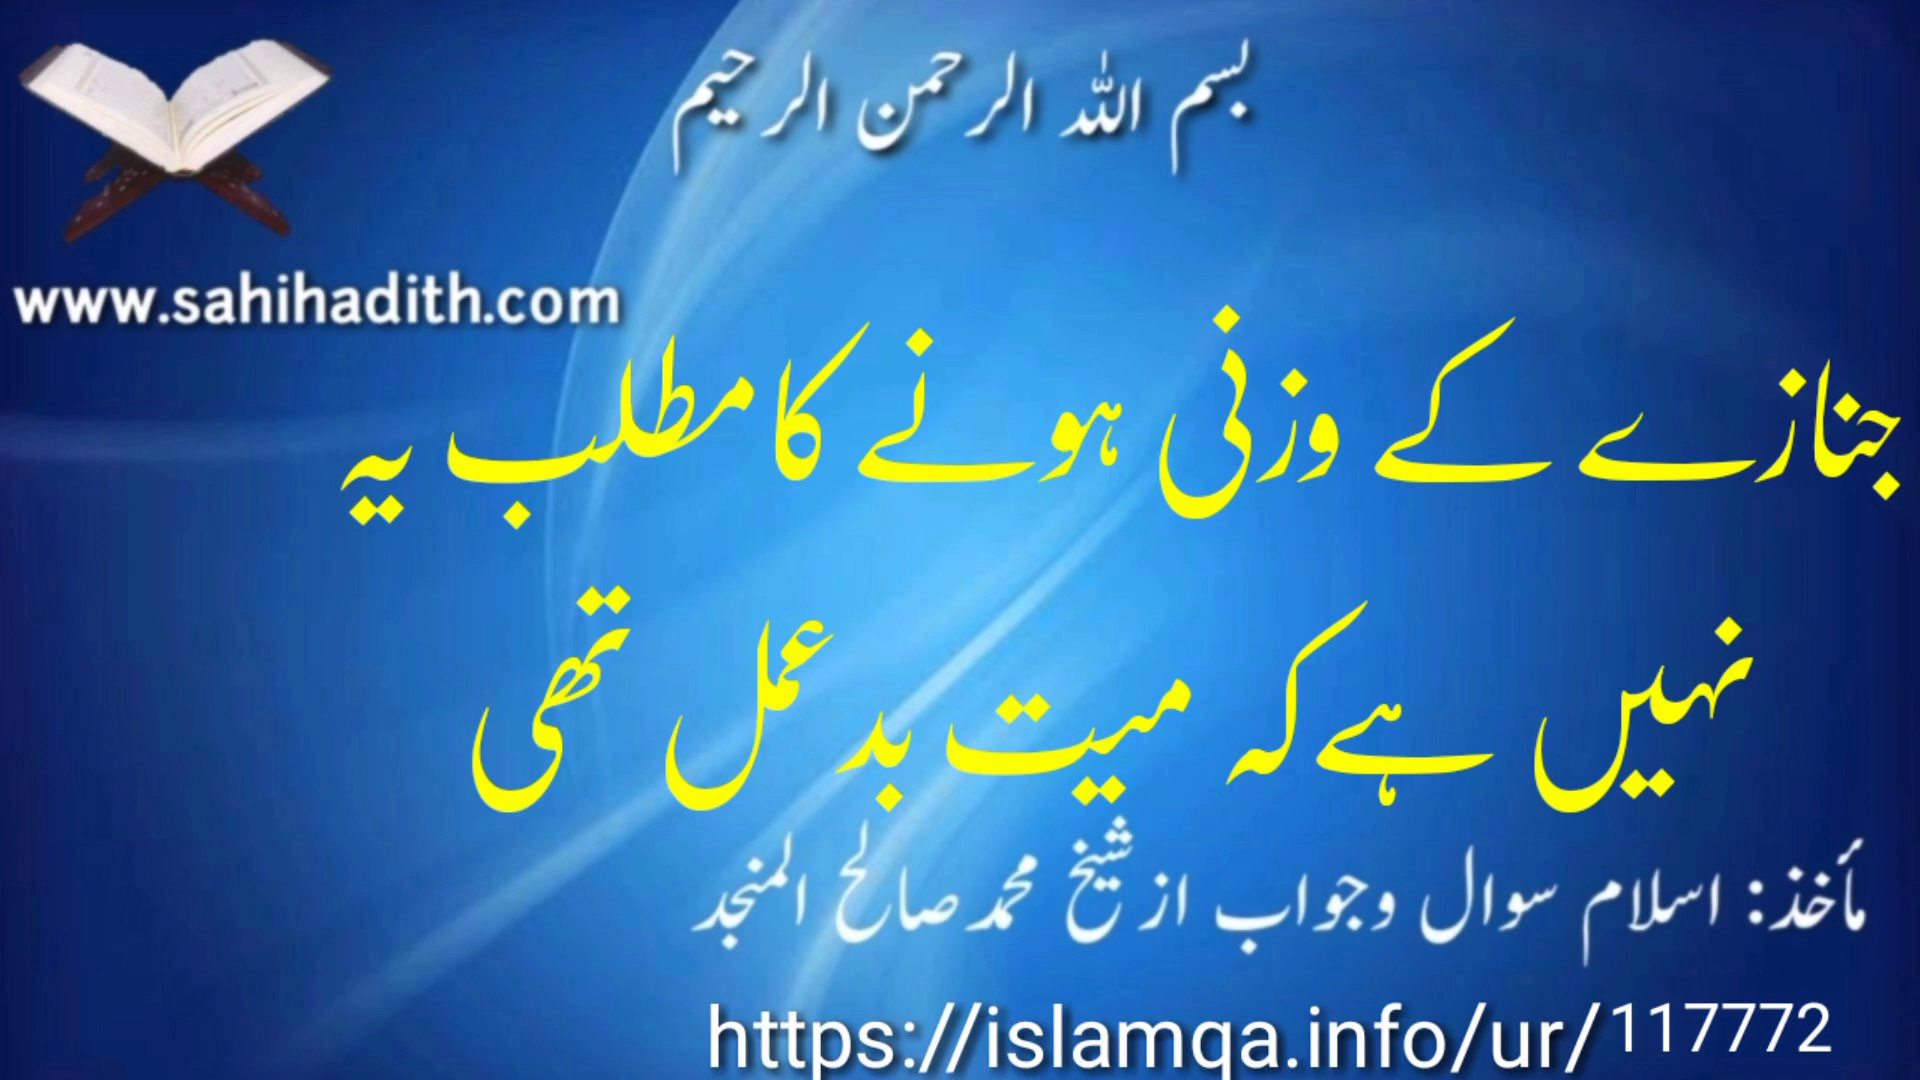 بسم اللہ الرحمن الرحیم
www.sahihadith.com
جنازے کے وزنی ہونے کا مطلب یہ
نہیں ہے کہ میت بد عمل تھی
مأخذ: اسلام سوال وجواب از شیخ محمد صالح المنجد
https://islamqa.info/ur/117772